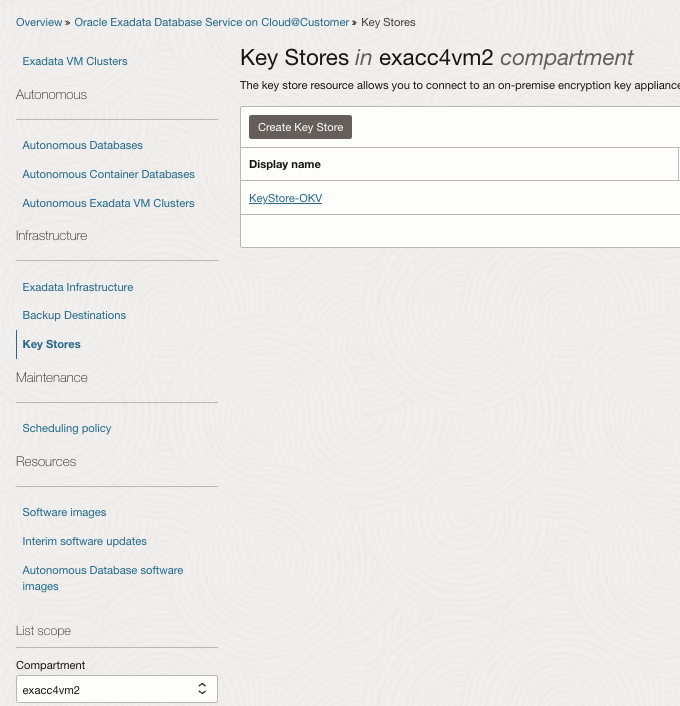 Overview » Oracle Exadata Database Service on Cloud@Customer » Key Stores
Exadata VM Clusters
Autonomous
Autonomous Databases
Autonomous Container Databases
Autonomous Exadata VM Clusters
Infrastructure
Exadata Infrastructure
Backup Destinations
Key Stores
Maintenance
Scheduling policy
Resources
Software images
Interim software updates
Autonomous Database software
images
List scope
Compartment
exacc4vm2
Key Stores in exacc4vm2 compartment
The key store resource allows you to connect to an on-premise encryption key appliance
Create Key Store
Display name
KeyStore-OKV